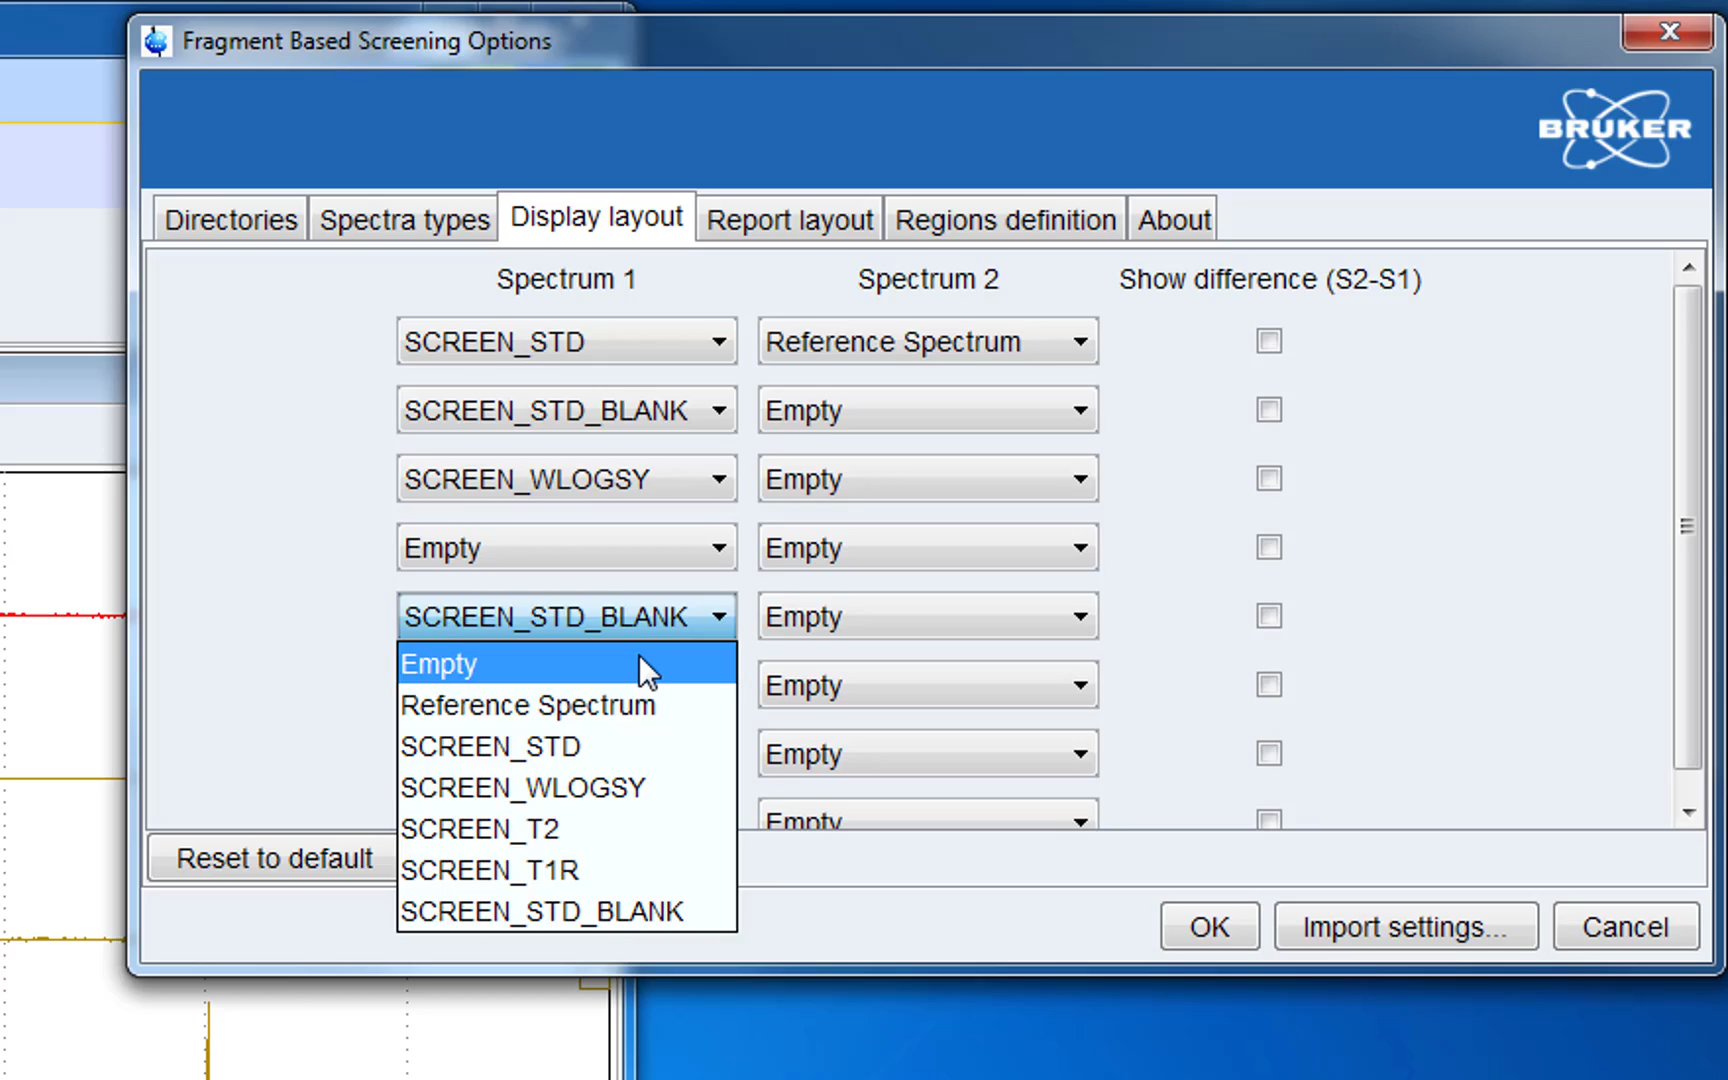 Fragment Based Screening Options
BRUKER
Directories Spectra types Display layout Report layout Regions definition About
Spectrum 1 Spectrum 2 Show difference (S2-S1)
SCREEN_STD Reference Spectrum
SCREEN_STD_BLANK Empty
SCREEN_WLOGSY Empty
Empty Empty
SCREEN_STD_BLANK Empty
Empty
Reference Spectrum Empty
SCREEN_STD Empty
SCREEN_WLOGSY
SCREEN_T2 Empty
Reset to default SCREEN_T1R
SCREEN_STD_BLANK
OK Import settings... Cancel